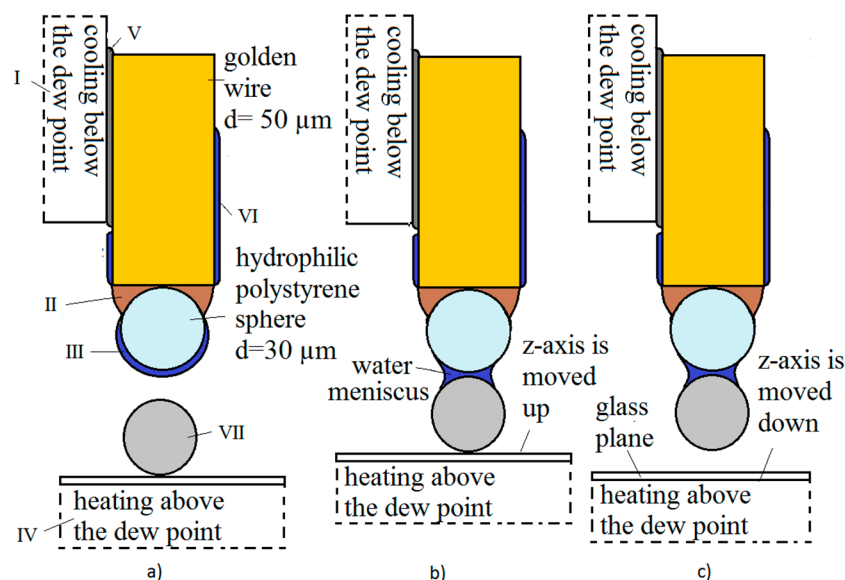 cooling below
the dew point
I
V
golden
wire
d= 50 µm
VI
hydrophilic
polystyrene
sphere
d=30 µm
II
III
VII
heating above
the dew point
IV
a)
cooling below
the dew point
water
meniscus
z-axis is
moved
up
heating above
the dew point
b)
cooling below
the dew point
z-axis is
moved
down
glass
plane
heating above
the dew point
c)